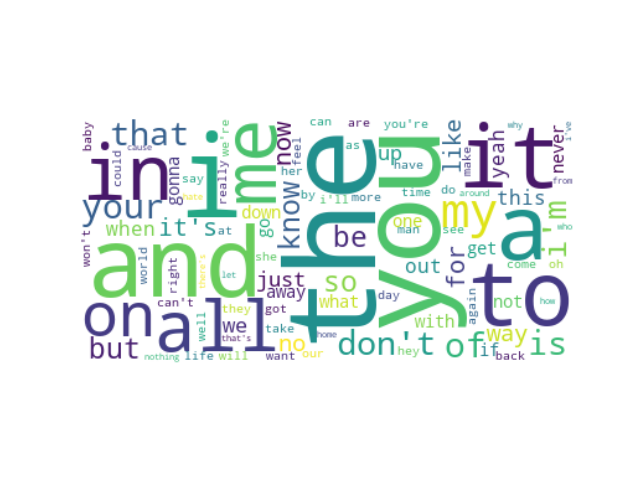 baby
cause
could
that
gonna
say
hate
really
we're
i
me
feel
now
her
can
are
you're
as
up
have
like
make
yeah
why
it
never
i've
from
in
your
when
it's
at
down
go
know
by
i'll
more
time
do
around
this
one
man
see
my
a
i'm
who
won't
world
and
right
there's
she
be
the
you
out
for
get
come
oh
can't
let
just
away
so
what
day
again
to
not
how
on
all
well
they
we
got
with
way
but
nothing
life
will
that's
take
want
no
our
home
don't
hey
of
if
back
is